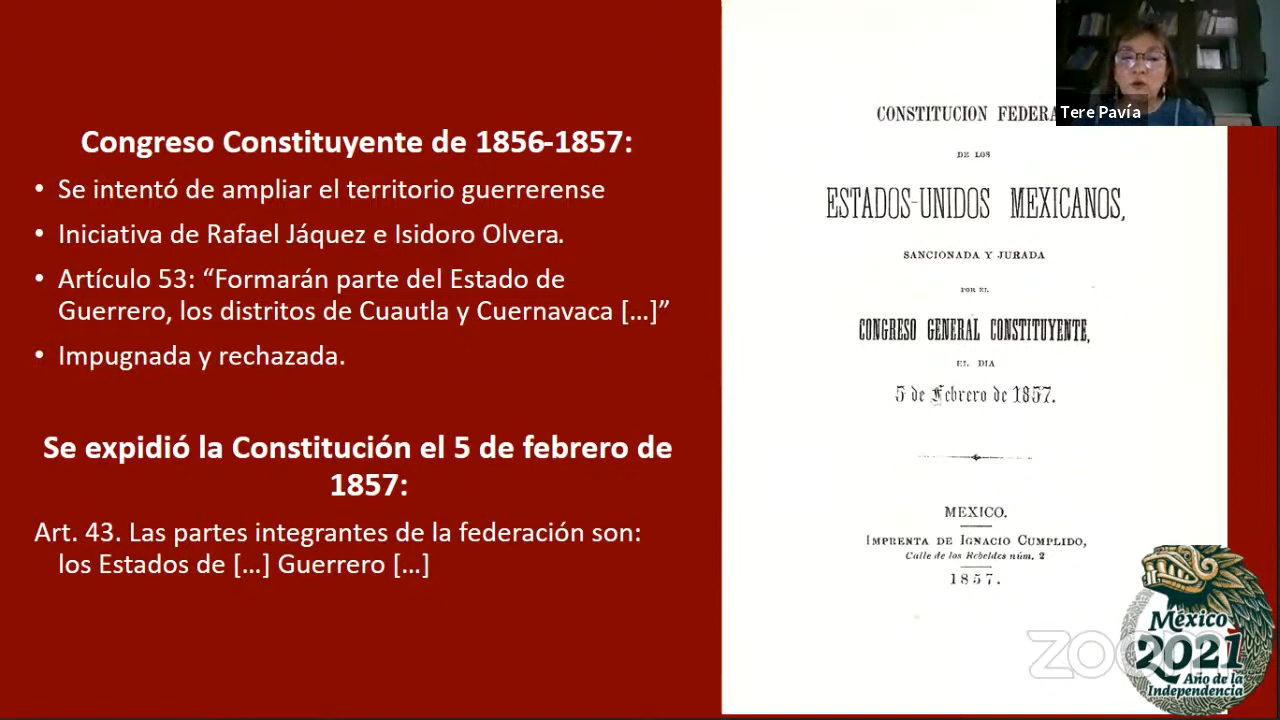 Congreso Constituyente de 1856-1857:
• Se intentó de ampliar el territorio guerrerense
• Iniciativa de Rafael Jáquez e Isidoro Olvera.
• Artículo 53: “Formarán parte del Estado de
Guerrero, los distritos de Cuautla y Cuernavaca [...]”
• Impugnada y rechazada.
Se expidió la Constitución el 5 de febrero de
1857:
Art. 43. Las partes integrantes de la federación son:
los Estados de [...] Guerrero [...]
CONSTITUCION FEDERA
DE LOS
ESTADOS-UNIDOS MEXICANOS,
SANCIONADA Y JURADA
POR EL
CONGRESO GENERAL CONSTITUYENTE,
EL DIA
5 de Febrero de 1857.
MEXICO.
IMPRENTA DE IGNACIO CUMPLIDO,
Calle de los Rebeldes núm. 2
1857.
Tere Pavía
zoom
México
2021
Año de la
Independencia